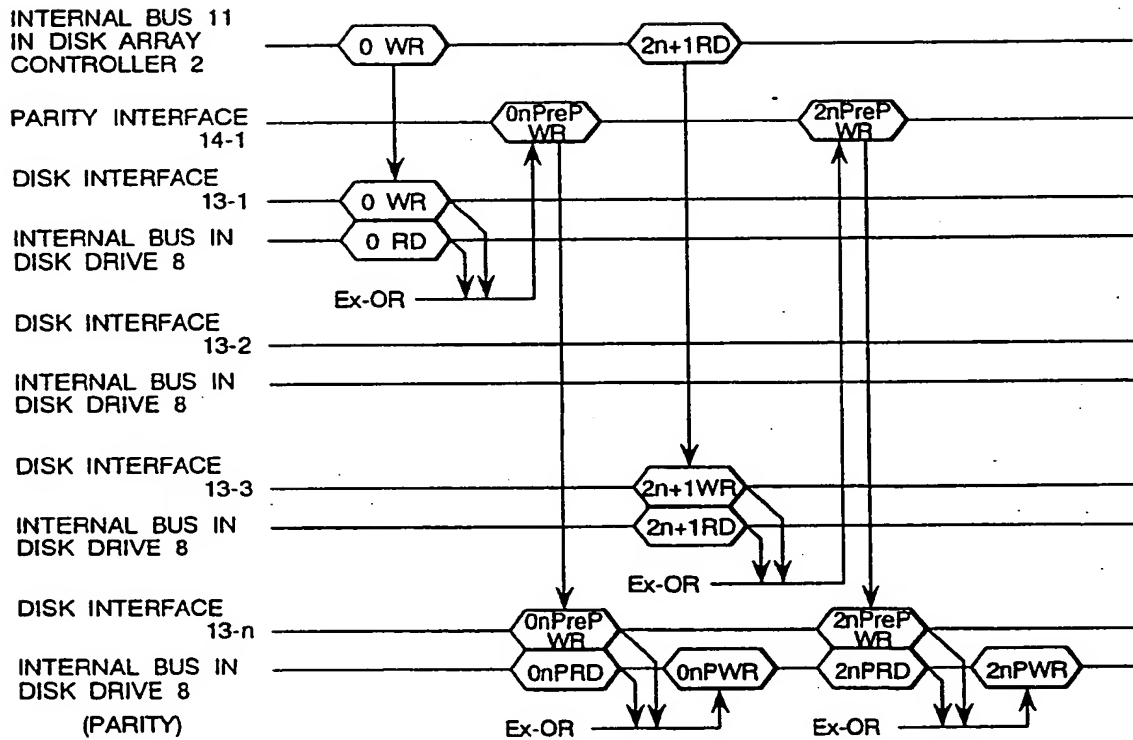 INTERNAL BUS 11
IN DISK ARRAY
CONTROLLER 2
0 WR
2n+1RD
PARITY INTERFACE
14-1
0nPreP
WR
2nPreP
WR
DISK INTERFACE
13-1
0 WR
INTERNAL BUS IN
DISK DRIVE 8
0 RD
Ex-OR
DISK INTERFACE
13-2
INTERNAL BUS IN
DISK DRIVE 8
DISK INTERFACE
13-3
2n+1WR
INTERNAL BUS IN
DISK DRIVE 8
2n+1RD
Ex-OR
DISK INTERFACE
13-n
0nPreP
WR
2nPreP
WR
INTERNAL BUS IN
DISK DRIVE 8
(PARITY)
0nPRD
0nPWR
2nPRD
2nPWR
Ex-OR
Ex-OR